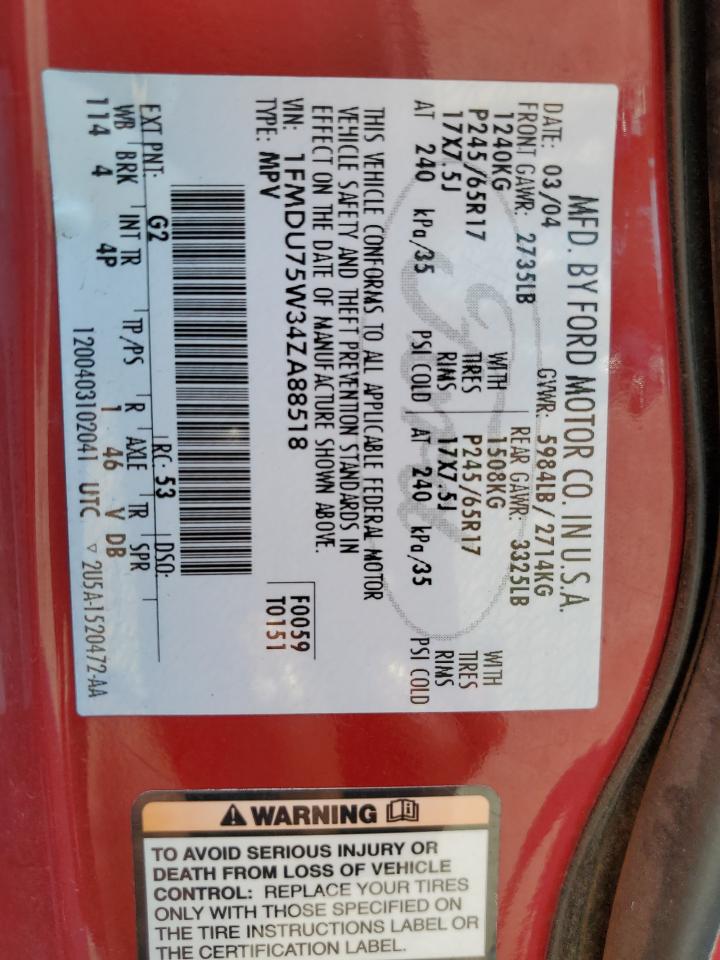 MFD. BY FORD MOTOR CO. IN U.S.A.
DATE: 03/04 GVWR: 5984LB / 2714KG
FRONT GAWR: 2735LB REAR GAWR: 3325LB
1240KG WITH 1508KG WITH
P245/65R17 TIRES P245/65R17 TIRES
17X7.5J RIMS 17X7.5J RIMS
AT 240 kPa/35 PSI COLD AT 240 kPa/35 PSI COLD
THIS VEHICLE CONFORMS TO ALL APPLICABLE FEDERAL MOTOR
VEHICLE SAFETY AND THEFT PREVENTION STANDARDS IN
EFFECT ON THE DATE OF MANUFACTURE SHOWN ABOVE.
VIN: 1FMDU75W34ZA88518 F0059
TYPE: MPV T0151
EXT PNT: G2 RC: 53 DSO:
WB BRK INT TR TP/PS R AXLE TR SPR
114 4 4P 1 46 V DB
1200403102041 UTC ▽ 2U5A-1520472-AA
WARNING
TO AVOID SERIOUS INJURY OR
DEATH FROM LOSS OF VEHICLE
CONTROL: REPLACE YOUR TIRES
ONLY WITH THOSE SPECIFIED ON
THE TIRE INSTRUCTIONS LABEL OR
THE CERTIFICATION LABEL.